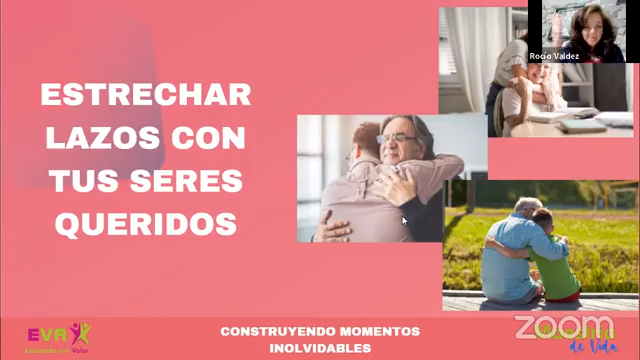 Rocio Valdez
ESTRECHAR
LAZOS CON
TUS SERES
QUERIDOS
EVA
Educando con Valor
CONSTRUYENDO MOMENTOS
INOLVIDABLES
zoom
de Vida